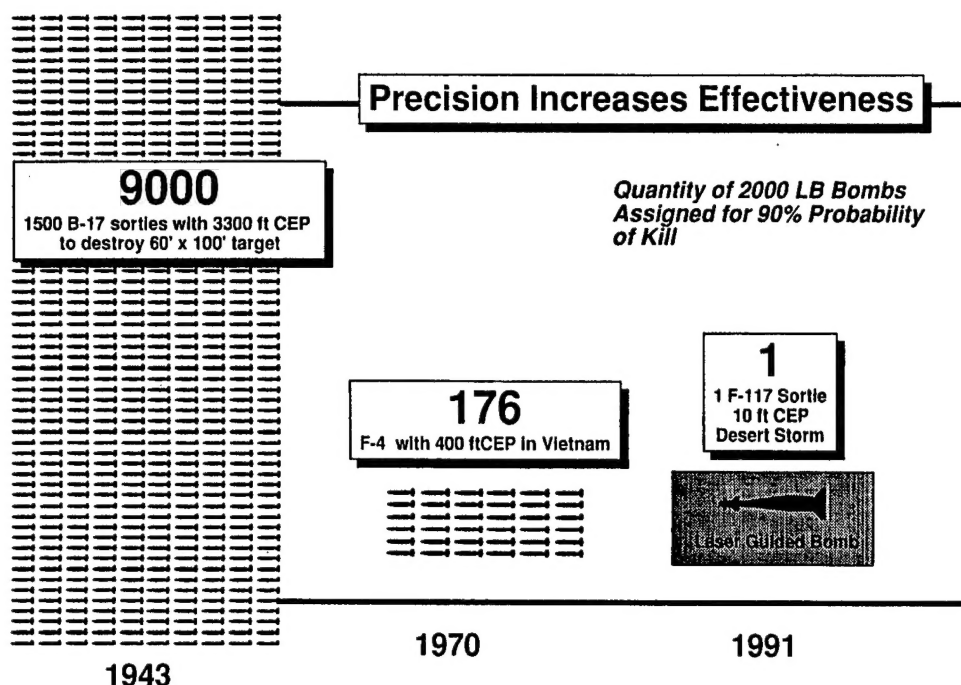 Precision Increases Effectiveness
9000
1500 B-17 sorties with 3300 ft CEP
to destroy 60' x 100' target
Quantity of 2000 LB Bombs
Assigned for 90% Probability
of Kill
176
F-4 with 400 ftCEP in Vietnam
1
1 F-117 Sortie
10 ft CEP
Desert Storm
Laser Guided Bomb
1943
1970
1991